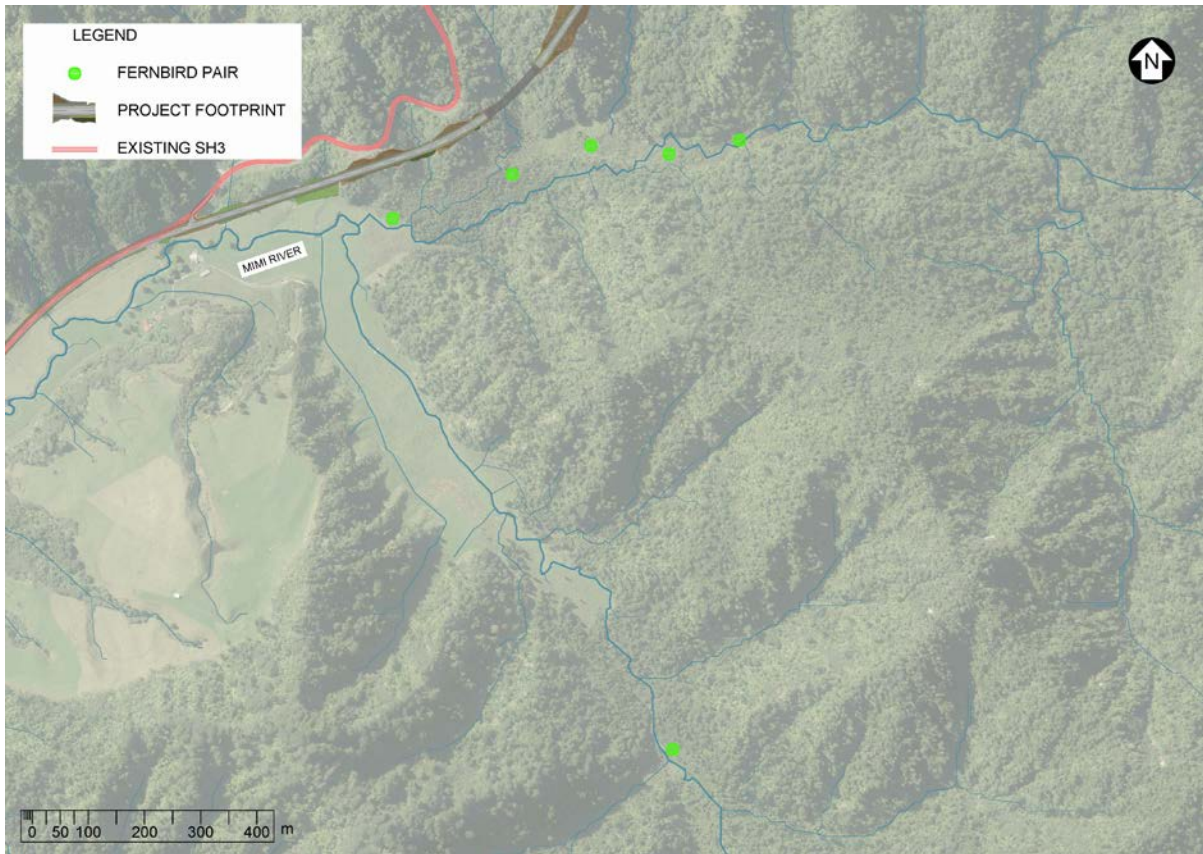 LEGEND
FERNBIRD PAIR
PROJECT FOOTPRINT
EXISTING SH3
N
MIMI RIVER
0 50 100 200 300 400 m